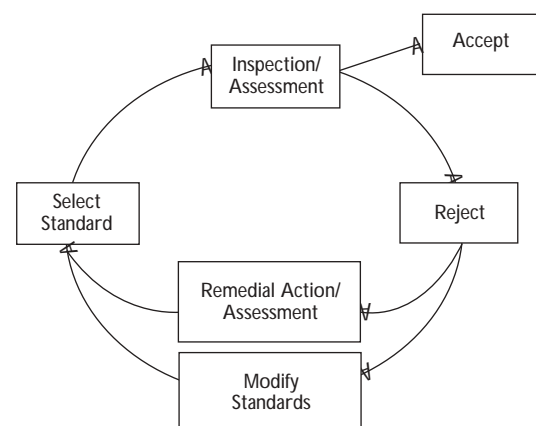 Accept
Inspection/
Assessment
Select
Standard
Reject
Remedial Action/
Assessment
Modify
Standards